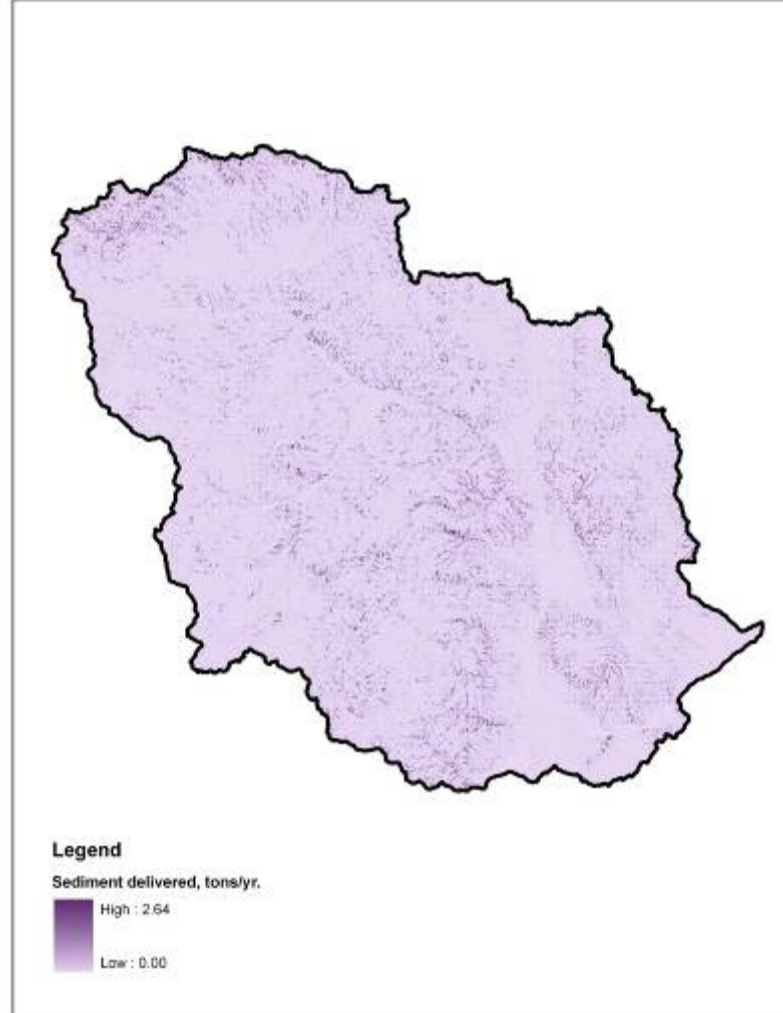 Legend
Sediment delivered, tons/yr.
High : 2.64
Low : 0.00